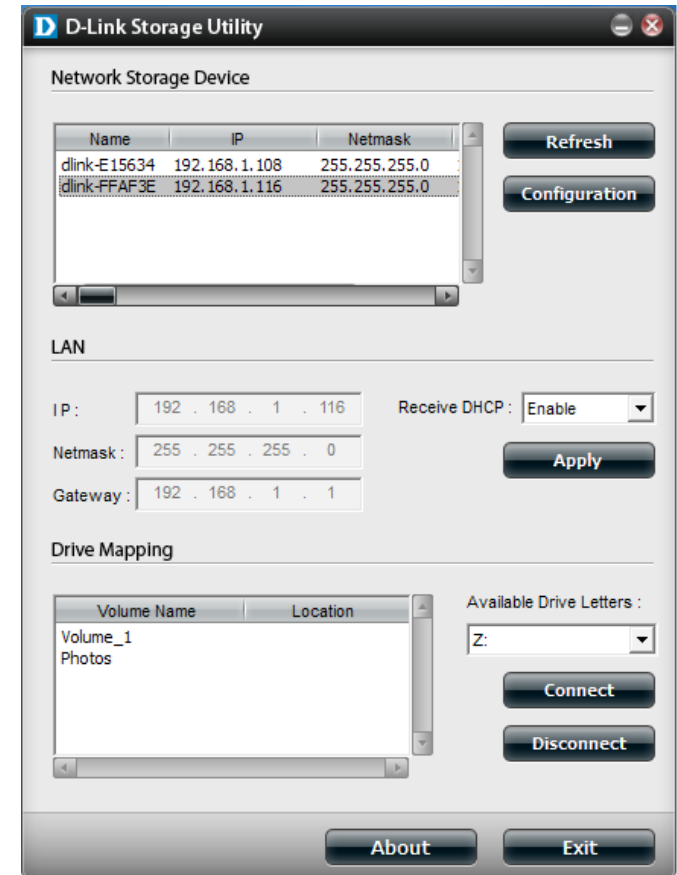 D D-Link Storage Utility
Network Storage Device
Name IP Netmask
dlink-E15634 192.168.1.108 255.255.255.0
dlink-FFAF3E 192.168.1.116 255.255.255.0
Refresh
Configuration
LAN
IP : 192 . 168 . 1 . 116
Receive DHCP : Enable
Netmask : 255 . 255 . 255 . 0
Apply
Gateway : 192 . 168 . 1 . 1
Drive Mapping
Volume Name Location
Volume_1
Photos
Available Drive Letters :
Z:
Connect
Disconnect
About Exit